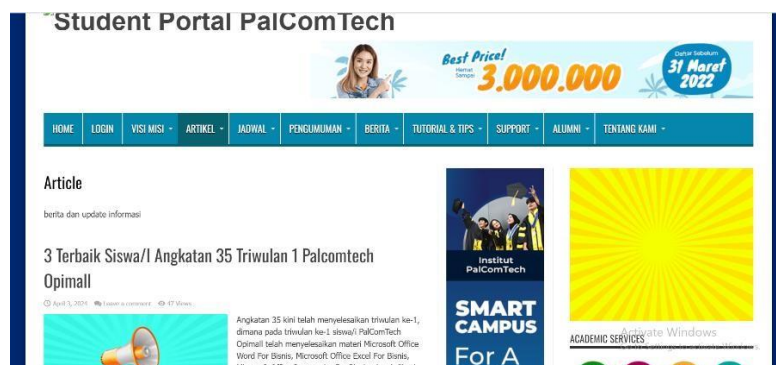 Student Portal PalComTech
Best Price!
Hemat
Sampai
3.000.000
Daftar Sebelum
31 Maret
2022
HOME LOGIN VISI MISI ARTIKEL JADWAL PENGUMUMAN BERITA TUTORIAL & TIPS SUPPORT ALUMNI TENTANG KAMI
Article
berita dan update informasi
3 Terbaik Siswa/I Angkatan 35 Triwulan 1 Palcomtech
Opimall
Leave a comment 47 Views
Angkatan 35 kini telah menyelesaikan triwulan ke-1,
dimana pada triwulan ke-1 siswa/i PalComTech
Opimall telah menyelesaikan materi Microsoft Office
Word For Bisnis, Microsoft Office Excel For Bisnis,
Institut
PalComTech
SMART
CAMPUS
For A
ACADEMIC SERVICES
Activate Windows